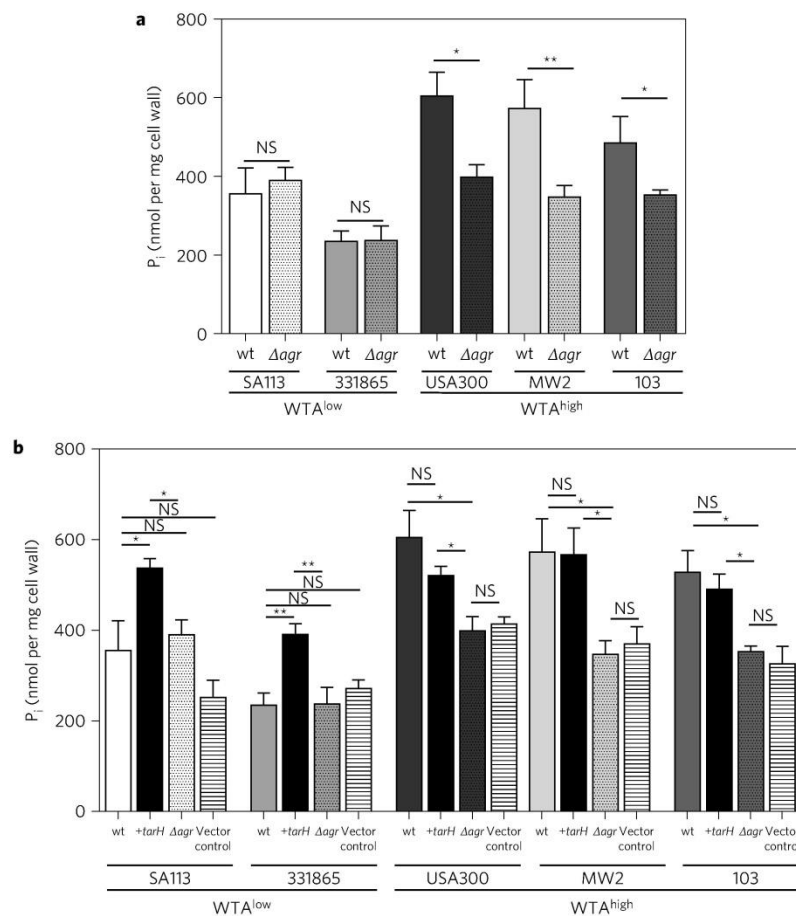 a
800
600
400
200
0
P_i (nmol per mg cell wall)
NS
NS
*
**
*
wt Δagr wt Δagr wt Δagr wt Δagr wt Δagr
SA113 331865 USA300 MW2 103
WTA^low WTA^high
b
800
600
400
200
0
P_i (nmol per mg cell wall)
*
NS
NS
*
**
NS
NS
**
NS
*
*
NS
NS
*
*
NS
NS
*
*
NS
wt +tarH Δagr Vector control wt +tarH Δagr Vector control wt +tarH Δagr Vector control wt +tarH Δagr Vector control wt +tarH Δagr Vector control
SA113 331865 USA300 MW2 103
WTA^low WTA^high